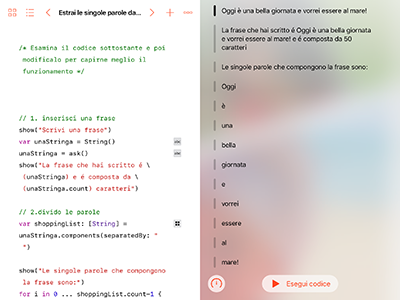 Estrai le singole parole da...
/* Esamina il codice sottostante e poi
modificalo per capirne meglio il
funzionamento */
// 1. inserisci una frase
show("Scrivi una frase")
var unaStringa = String()
unaStringa = ask()
show("La frase che hai scritto é \
(unaStringa) e é composta da \
(unaStringa.count) caratteri")
// 2.divido le parole
var shoppingList: [String] =
unaStringa.components(separatedBy: "
")
show("Le singole parole che compongono
la frase sono:")
for i in 0 ... shoppingList.count-1 {
Oggi è una bella giornata e vorrei essere al mare!
La frase che hai scritto é Oggi è una bella giornata
e vorrei essere al mare! e é composta da 50
caratteri
Le singole parole che compongono la frase sono:
Oggi
è
una
bella
giornata
e
vorrei
essere
al
mare!
Esegui codice